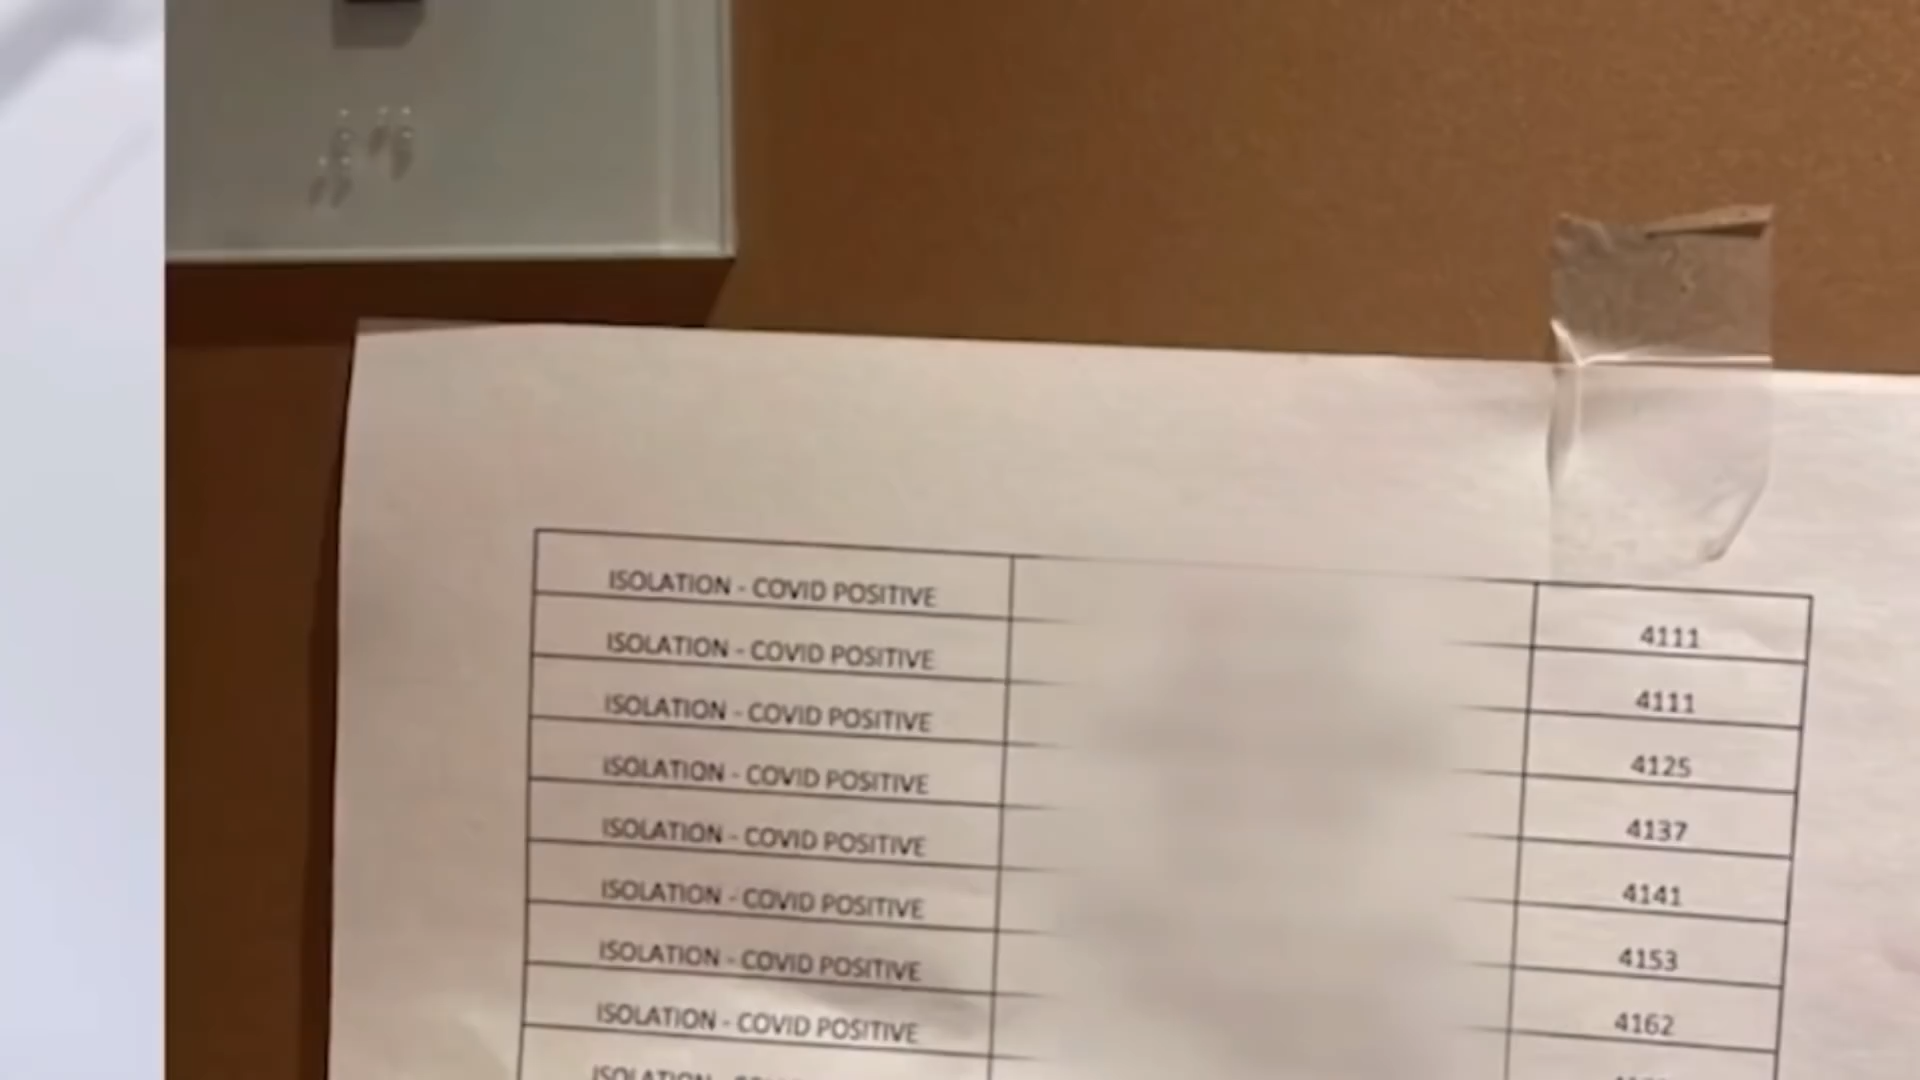 ISOLATION - COVID POSITIVE 4111
ISOLATION - COVID POSITIVE 4111
ISOLATION - COVID POSITIVE 4125
ISOLATION - COVID POSITIVE 4137
ISOLATION - COVID POSITIVE 4141
ISOLATION - COVID POSITIVE 4153
ISOLATION - COVID POSITIVE 4162
ISOLATION - COVID POSITIVE
ISOLATION